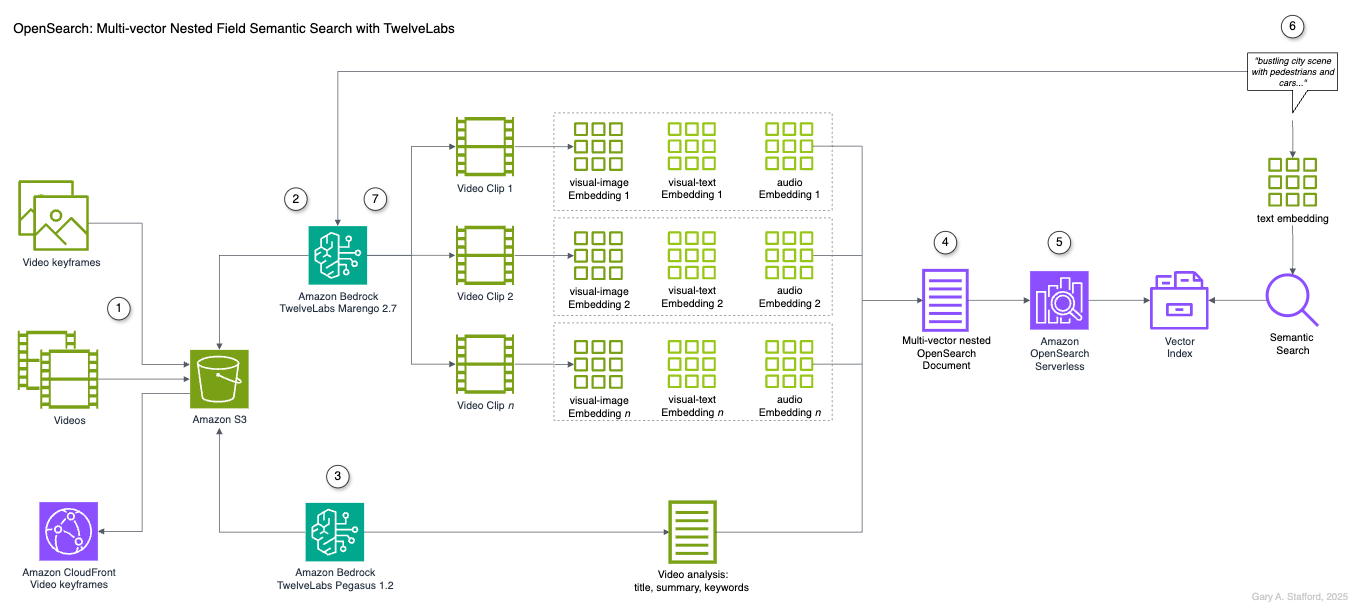 OpenSearch: Multi-vector Nested Field Semantic Search with TwelveLabs
6
"bustling city scene
with pedestrians and
cars..."
Video Clip 1
visual-image
Embedding 1
visual-text
Embedding 1
audio
Embedding 1
text embedding
2
7
Video keyframes
Amazon Bedrock
TwelveLabs Marengo 2.7
Video Clip 2
visual-image
Embedding 2
visual-text
Embedding 2
audio
Embedding 2
4
5
1
Multi-vector nested
OpenSearch
Document
Amazon
OpenSearch
Serverless
Vector
Index
Semantic
Search
Videos
Amazon S3
Video Clip n
visual-image
Embedding n
visual-text
Embedding n
audio
Embedding n
3
Amazon CloudFront
Video keyframes
Amazon Bedrock
TwelveLabs Pegasus 1.2
Video analysis:
title, summary, keywords
Gary A. Stafford, 2025